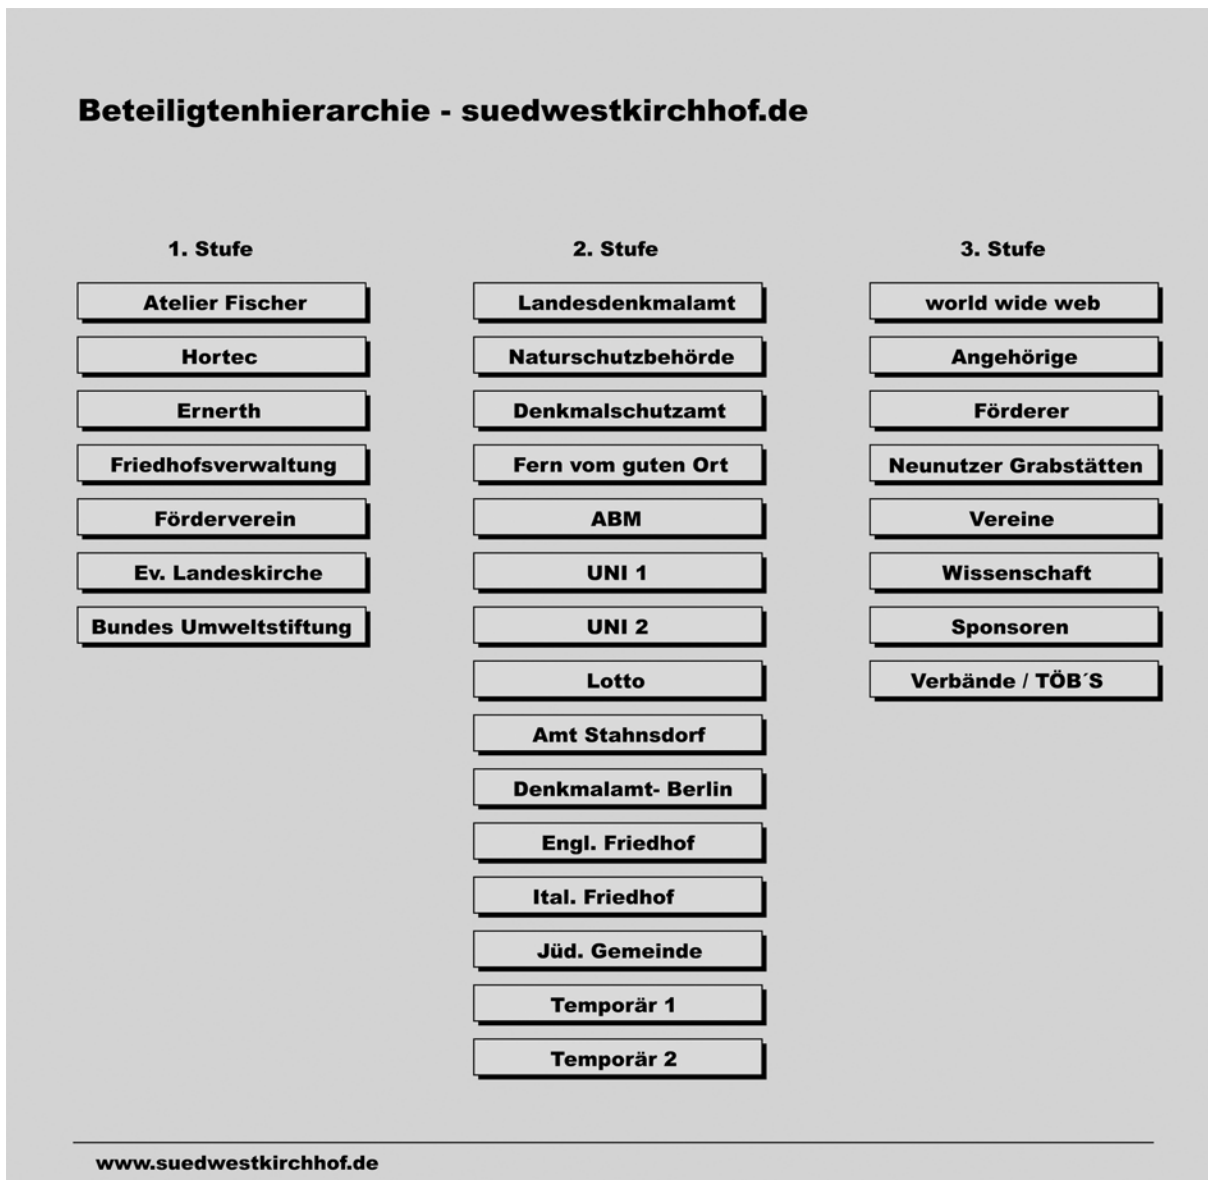 Beteiligtenhierarchie - suedwestkirchhof.de
1. Stufe
Atelier Fischer
Hortec
Ernerth
Friedhofsverwaltung
Förderverein
Ev. Landeskirche
Bundes Umweltstiftung
2. Stufe
Landesdenkmalamt
Naturschutzbehörde
Denkmalschutzamt
Fern vom guten Ort
ABM
UNI 1
UNI 2
Lotto
Amt Stahnsdorf
Denkmalamt- Berlin
Engl. Friedhof
Ital. Friedhof
Jüd. Gemeinde
Temporär 1
Temporär 2
3. Stufe
world wide web
Angehörige
Förderer
Neunutzer Grabstätten
Vereine
Wissenschaft
Sponsoren
Verbände / TÖB´S
www.suedwestkirchhof.de